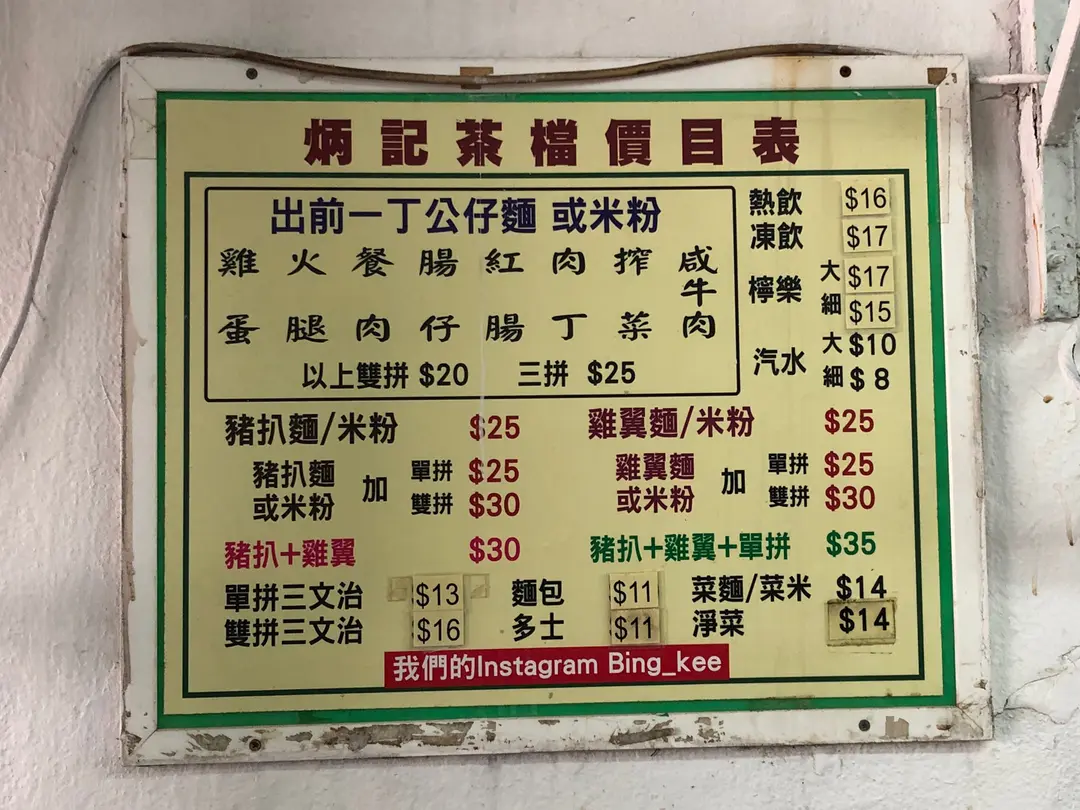 炳記茶檔價目表
出前一丁公仔麵 或米粉
雞蛋 火腿 餐肉 腸仔 紅腸 肉丁 搾菜 咸牛肉
以上雙拼 $20 三拼 $25
熱飲 $16
凍飲 $17
檸樂 大 $17
細 $15
汽水 大 $10
細 $8
豬扒麵/米粉 $25
雞翼麵/米粉 $25
豬扒麵或米粉 加 單拼 $25
雙拼 $30
雞翼麵或米粉 加 單拼 $25
雙拼 $30
豬扒+雞翼 $30
豬扒+雞翼+單拼 $35
單拼三文治 $13 麵包 $11 菜麵/菜米 $14
雙拼三文治 $16 多士 $11 淨菜 $14
我們的Instagram Bing_kee